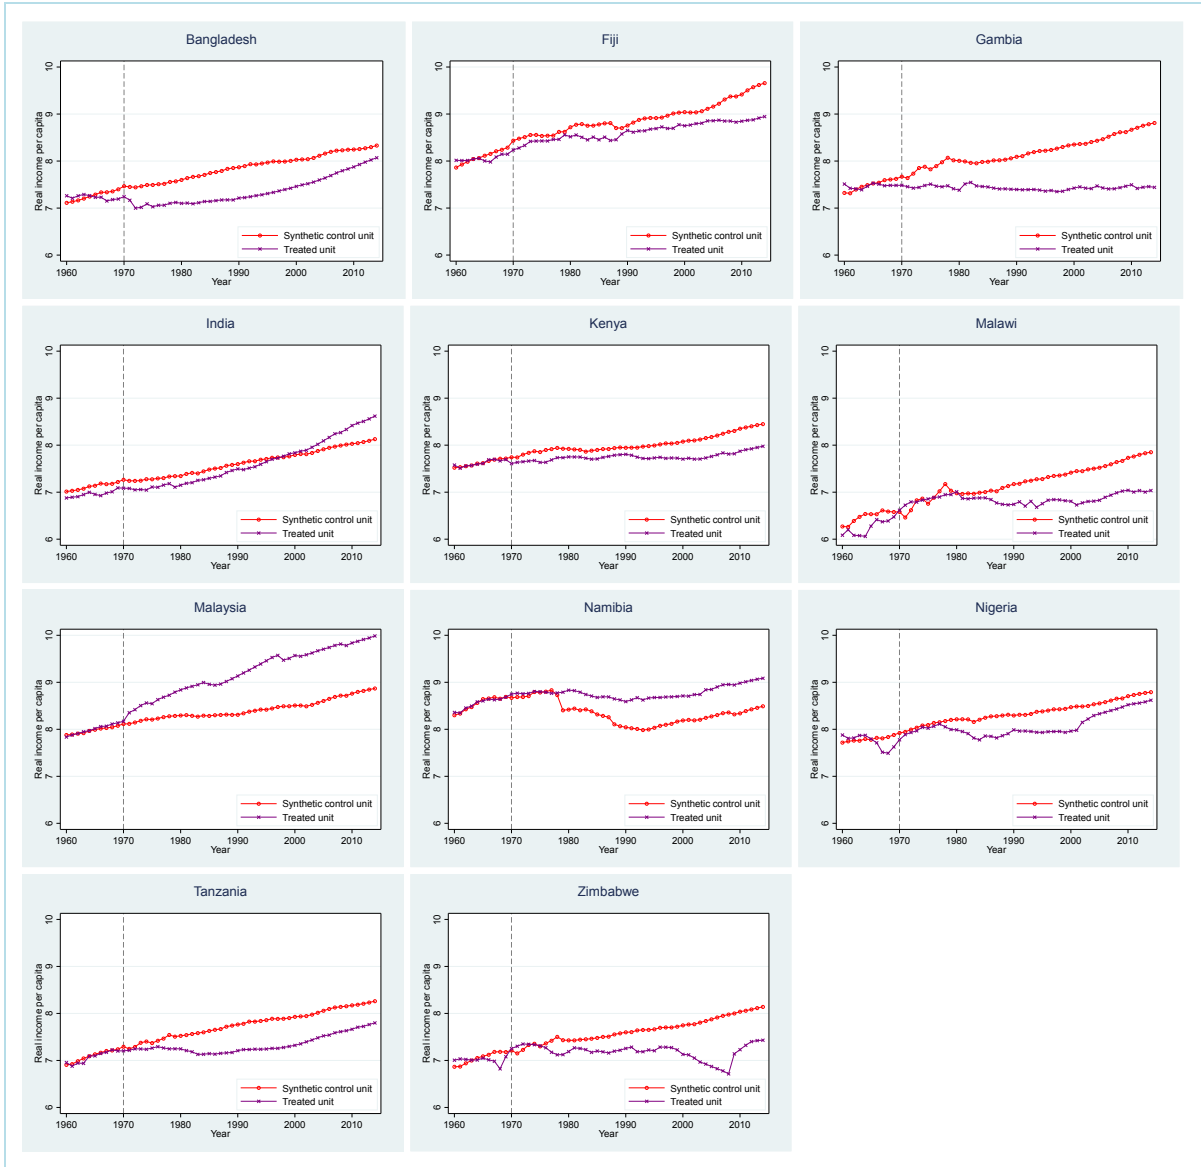 Bangladesh
Real income per capita
10
9
8
7
6
1960 1970 1980 1990 2000 2010
Year
Synthetic control unit
Treated unit
Fiji
Real income per capita
10
9
8
7
6
1960 1970 1980 1990 2000 2010
Year
Synthetic control unit
Treated unit
Gambia
Real income per capita
10
9
8
7
6
1960 1970 1980 1990 2000 2010
Year
Synthetic control unit
Treated unit
India
Real income per capita
10
9
8
7
6
1960 1970 1980 1990 2000 2010
Year
Synthetic control unit
Treated unit
Kenya
Real income per capita
10
9
8
7
6
1960 1970 1980 1990 2000 2010
Year
Synthetic control unit
Treated unit
Malawi
Real income per capita
10
9
8
7
6
1960 1970 1980 1990 2000 2010
Year
Synthetic control unit
Treated unit
Malaysia
Real income per capita
10
9
8
7
6
1960 1970 1980 1990 2000 2010
Year
Synthetic control unit
Treated unit
Namibia
Real income per capita
10
9
8
7
6
1960 1970 1980 1990 2000 2010
Year
Synthetic control unit
Treated unit
Nigeria
Real income per capita
10
9
8
7
6
1960 1970 1980 1990 2000 2010
Year
Synthetic control unit
Treated unit
Tanzania
Real income per capita
10
9
8
7
6
1960 1970 1980 1990 2000 2010
Year
Synthetic control unit
Treated unit
Zimbabwe
Real income per capita
10
9
8
7
6
1960 1970 1980 1990 2000 2010
Year
Synthetic control unit
Treated unit